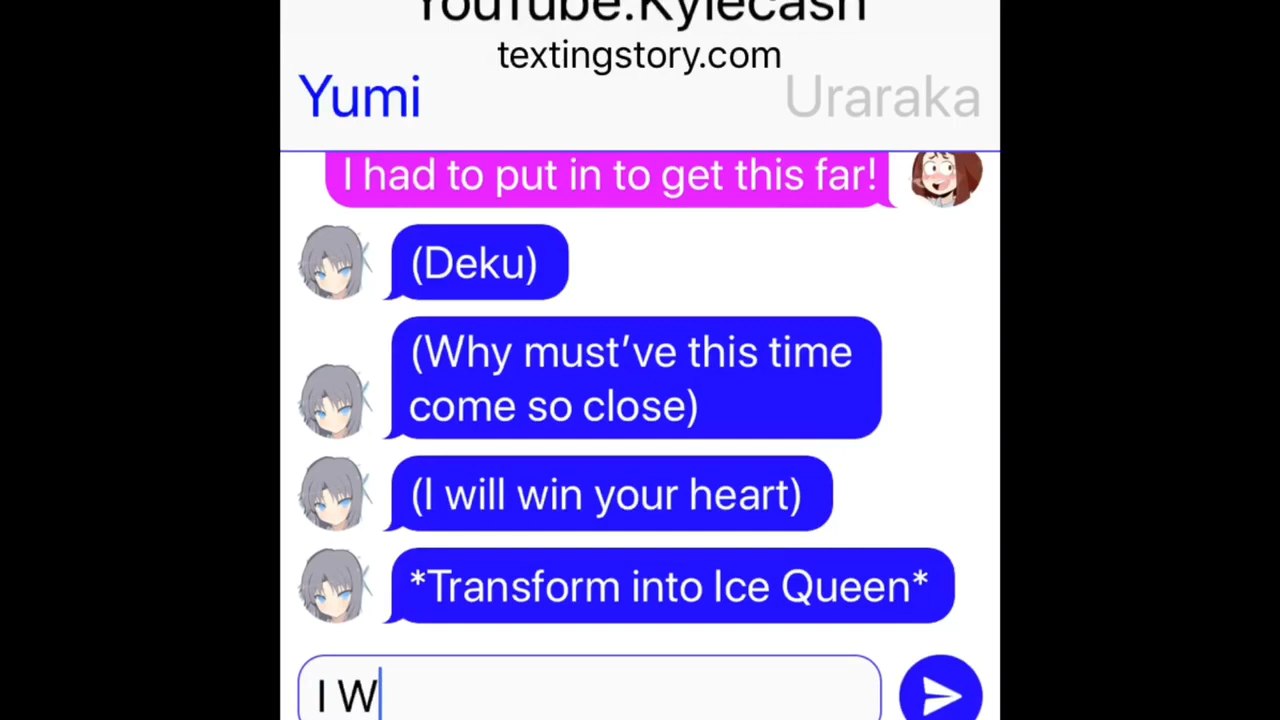 YouTube:Kylecash
textingstory.com
Yumi
Uraraka
I had to put in to get this far!
(Deku)
(Why must’ve this time
come so close)
(I will win your heart)
*Transform into Ice Queen*
I W